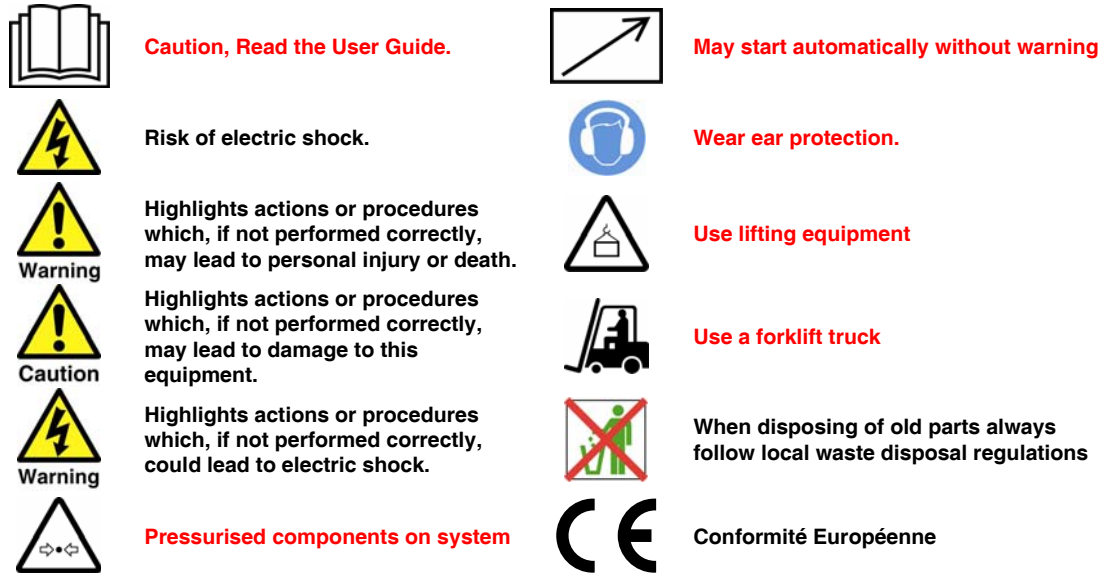 Caution, Read the User Guide.
Risk of electric shock.
Highlights actions or procedures
which, if not performed correctly,
may lead to personal injury or death.
Warning
Highlights actions or procedures
which, if not performed correctly,
may lead to damage to this
equipment.
Caution
Highlights actions or procedures
which, if not performed correctly,
could lead to electric shock.
Warning
Pressurised components on system
May start automatically without warning
Wear ear protection.
Use lifting equipment
Use a forklift truck
When disposing of old parts always
follow local waste disposal regulations
CE
Conformité Européenne